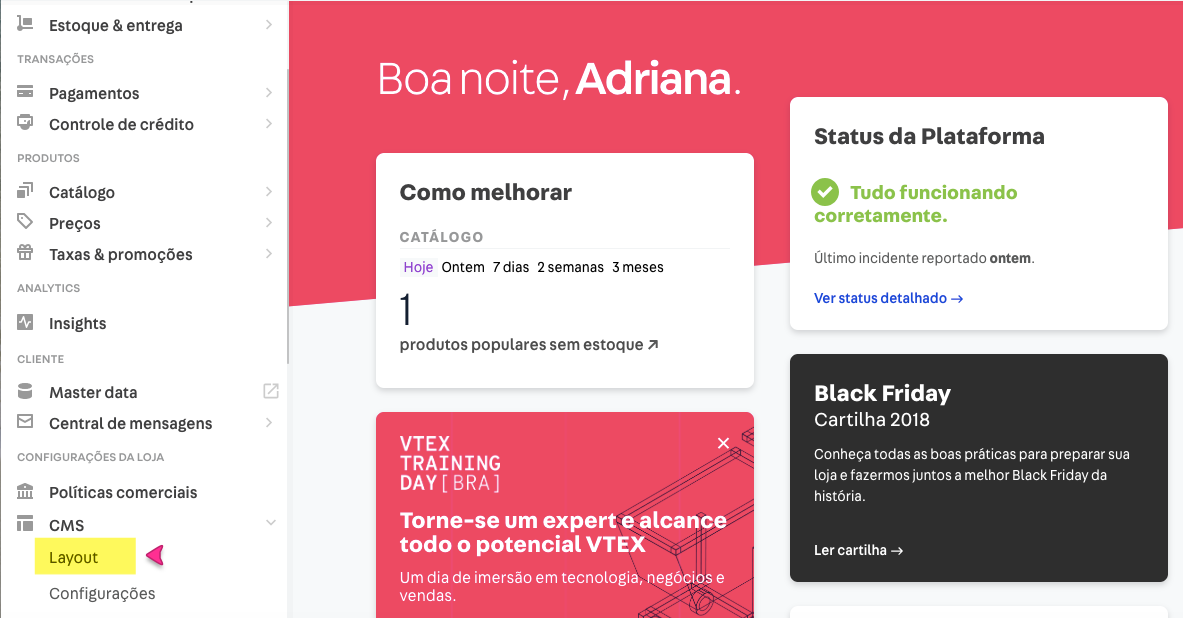 Estoque & entrega
TRANSAÇÕES
Pagamentos
Controle de crédito
PRODUTOS
Catálogo
Preços
Taxas & promoções
ANALYTICS
Insights
CLIENTE
Master data
Central de mensagens
CONFIGURAÇÕES DA LOJA
Políticas comerciais
CMS
Layout
Configurações
Boa noite, Adriana.
Como melhorar
CATÁLOGO
Hoje Ontem 7 dias 2 semanas 3 meses
1
produtos populares sem estoque
VTEX
TRAINING
DAY[BRA]
Torne-se um expert e alcance
todo o potencial VTEX
Um dia de imersão em tecnologia, negócios e
vendas.
Status da Plataforma
Tudo funcionando
corretamente.
Último incidente reportado ontem.
Ver status detalhado →
Black Friday
Cartilha 2018
Conheça todas as boas práticas para preparar sua
loja e fazermos juntos a melhor Black Friday da
história.
Ler cartilha →